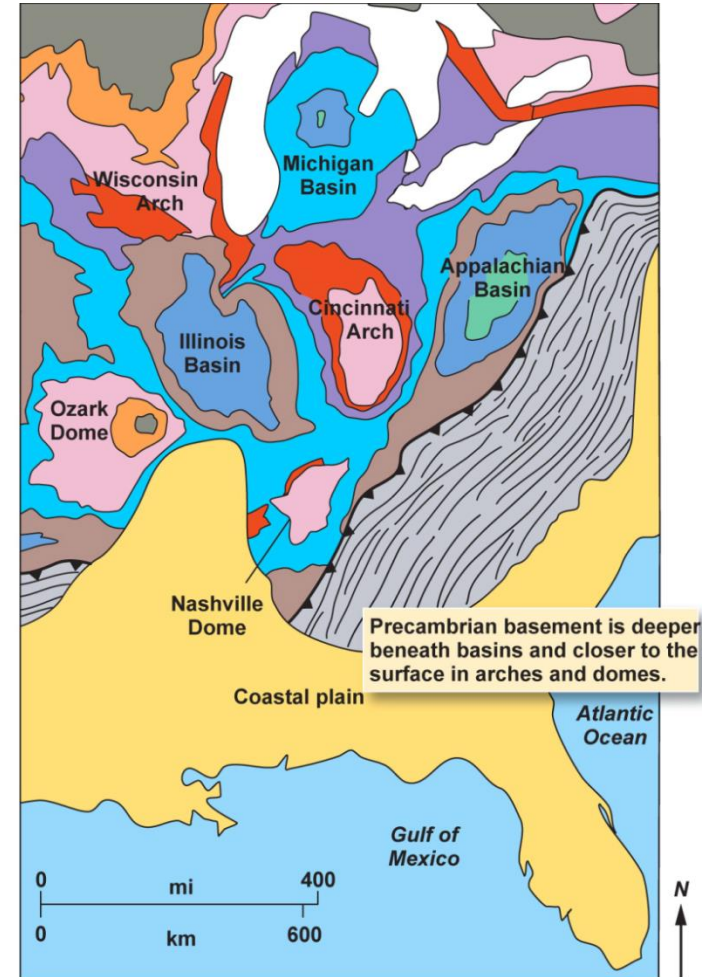 Wisconsin
Arch
Michigan
Basin
Appalachian
Basin
Cincinnati
Arch
Illinois
Basin
Ozark
Dome
Nashville
Dome
Precambrian basement is deeper
beneath basins and closer to the
surface in arches and domes.
Coastal plain
Atlantic
Ocean
Gulf of
Mexico
0 mi 400
0 km 600
N